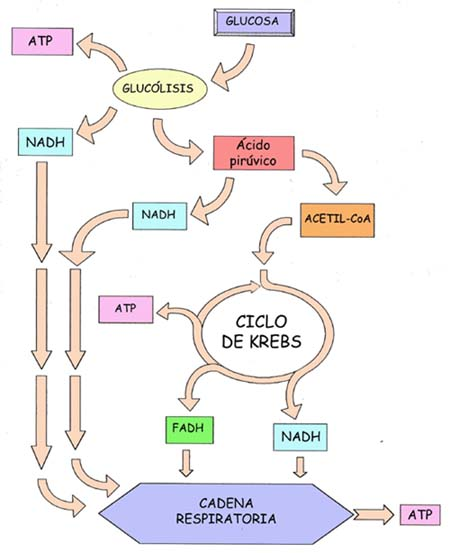 GLUCOSA
ATP
GLUCÓLISIS
NADH
Ácido
pirúvico
NADH
ACETIL-CoA
ATP
CICLO
DE KREBS
FADH
NADH
CADENA
RESPIRATORIA
ATP